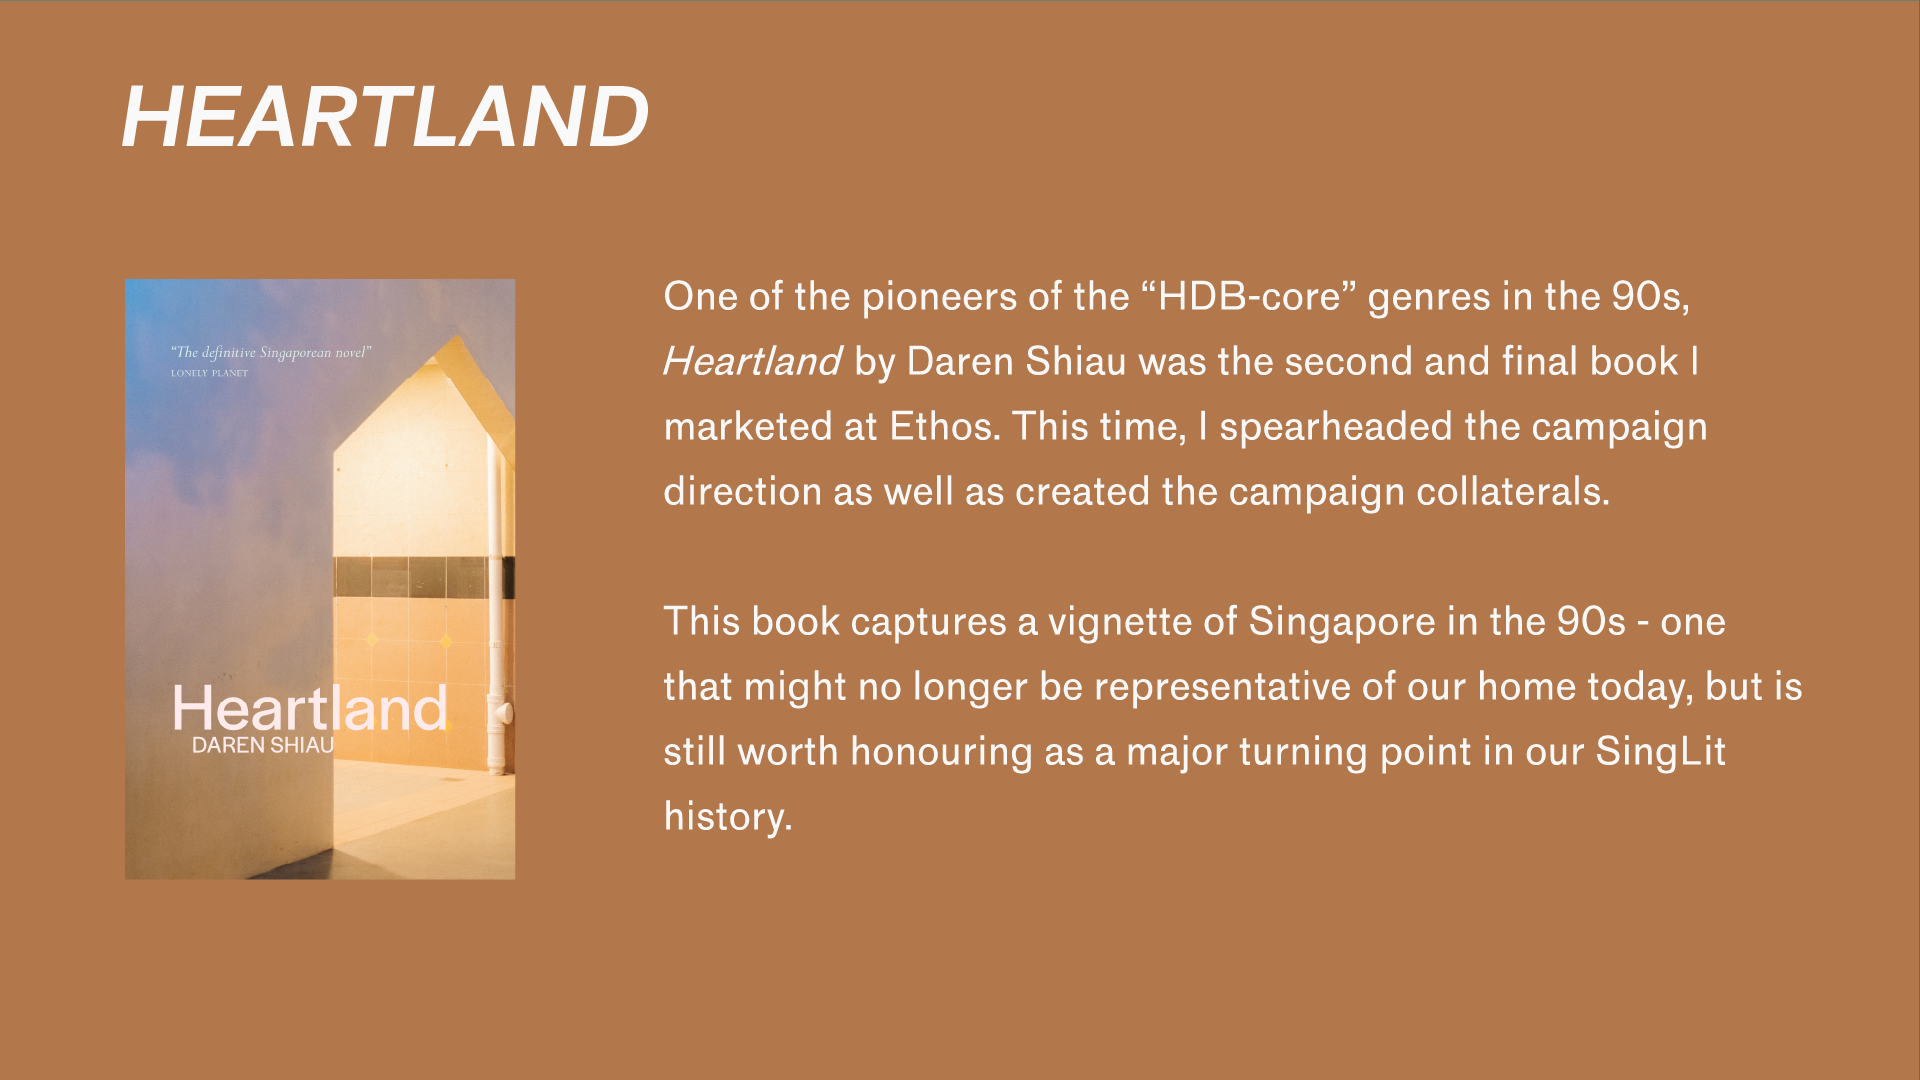 HEARTLAND
“The definitive Singaporean novel”
LONELY PLANET
Heartland
DAREN SHIAU
One of the pioneers of the “HDB-core” genres in the 90s,
Heartland by Daren Shiau was the second and final book I
marketed at Ethos. This time, I spearheaded the campaign
direction as well as created the campaign collaterals.
This book captures a vignette of Singapore in the 90s - one
that might no longer be representative of our home today, but is
still worth honouring as a major turning point in our SingLit
history.